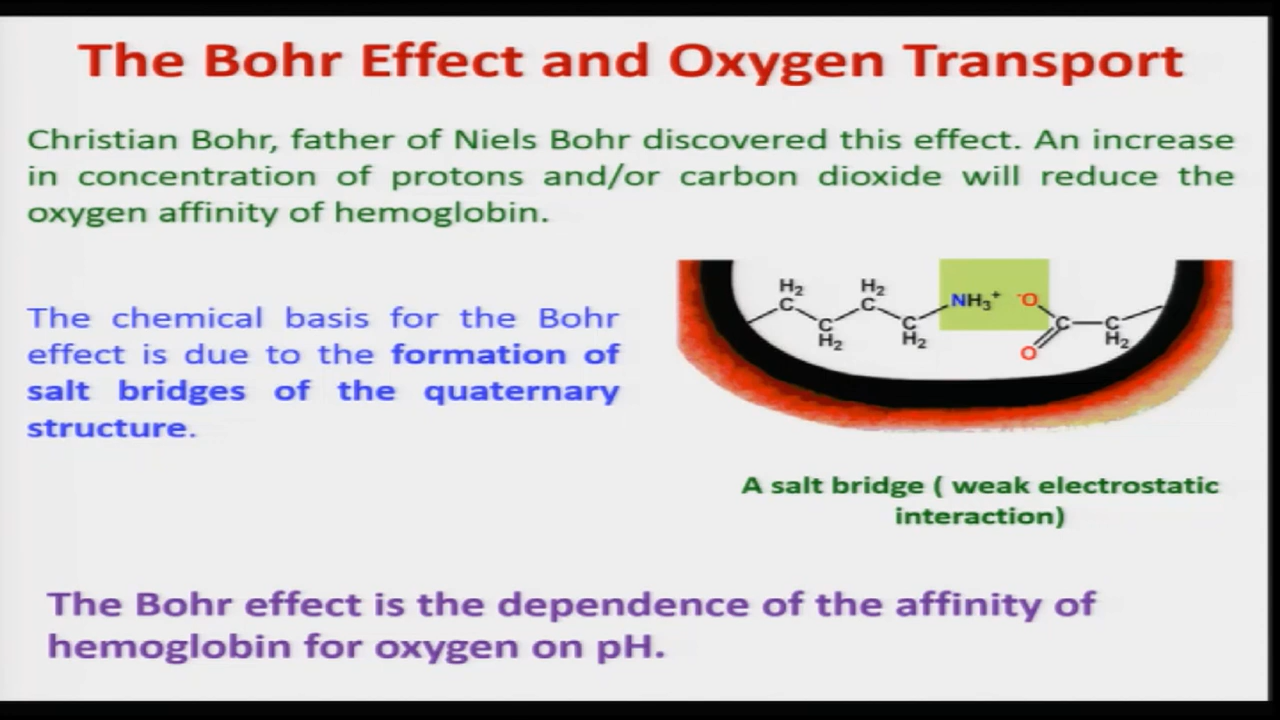 The Bohr Effect and Oxygen Transport
Christian Bohr, father of Niels Bohr discovered this effect. An increase
in concentration of protons and/or carbon dioxide will reduce the
oxygen affinity of hemoglobin.
The chemical basis for the Bohr
effect is due to the formation of
salt bridges of the quaternary
structure.
H₂ H₂
C C NH₃⁺ ⁻O
C C C C
H₂ H₂ O H₂
A salt bridge ( weak electrostatic
interaction)
The Bohr effect is the dependence of the affinity of
hemoglobin for oxygen on pH.